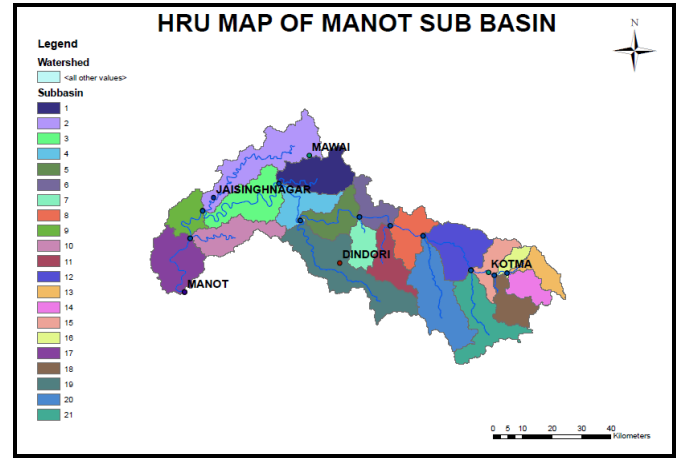 HRU MAP OF MANOT SUB BASIN
N
Legend
Watershed
<all other values>
Subbasin
1
2
3
4
5
6
7
8
9
10
11
12
13
14
15
16
17
18
19
20
21
MAWAI
JAISINGHNAGAR
DINDORI
KOTMA
MANOT
0 5 10 20 30 40
Kilometers